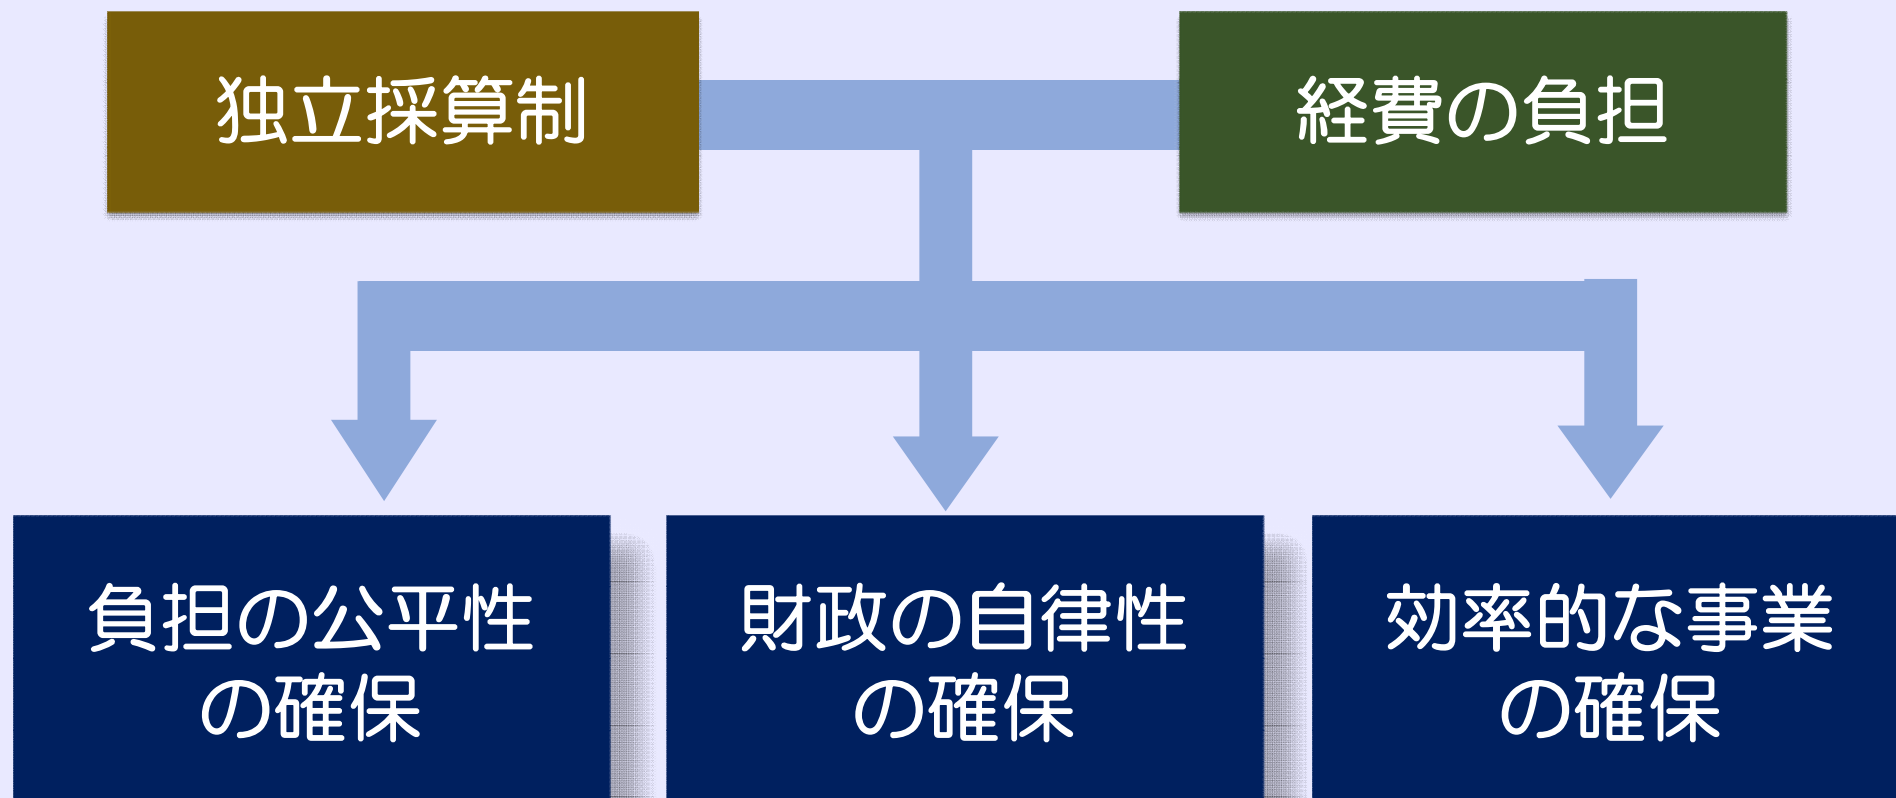 独立採算制
経費の負担
負担の公平性
の確保
財政の自律性
の確保
効率的な事業
の確保